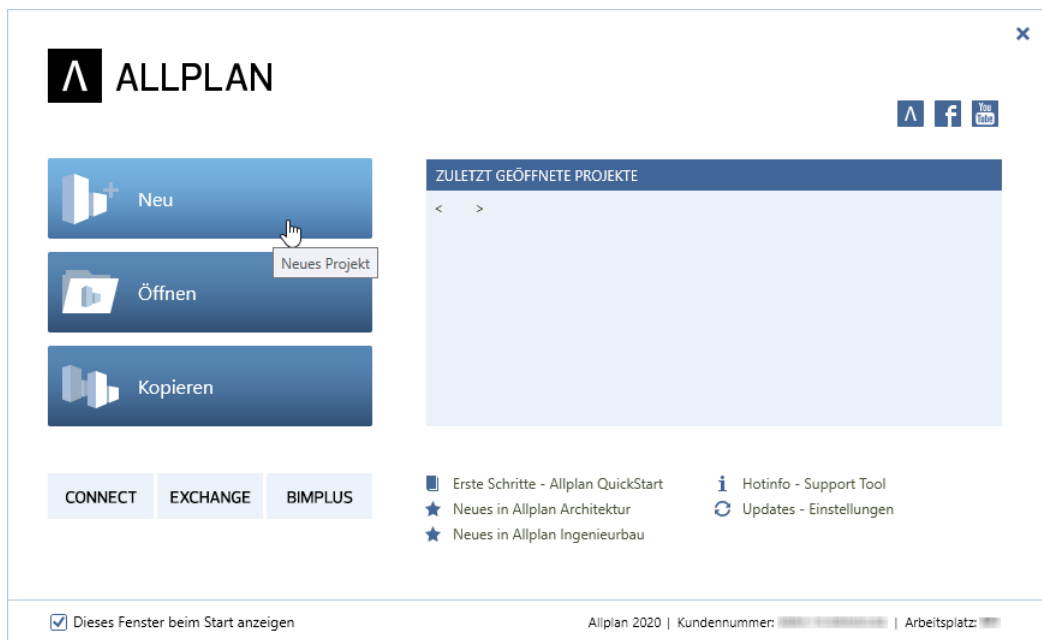 ALLPLAN
You
Tube
Neu
Neues Projekt
Öffnen
Kopieren
ZULETZT GEÖFFNETE PROJEKTE
< >
CONNECT EXCHANGE BIMPLUS
Erste Schritte - Allplan QuickStart
Neues in Allplan Architektur
Neues in Allplan Ingenieurbau
Hotinfo - Support Tool
Updates - Einstellungen
Dieses Fenster beim Start anzeigen
Allplan 2020 | Kundennummer: | Arbeitsplatz: